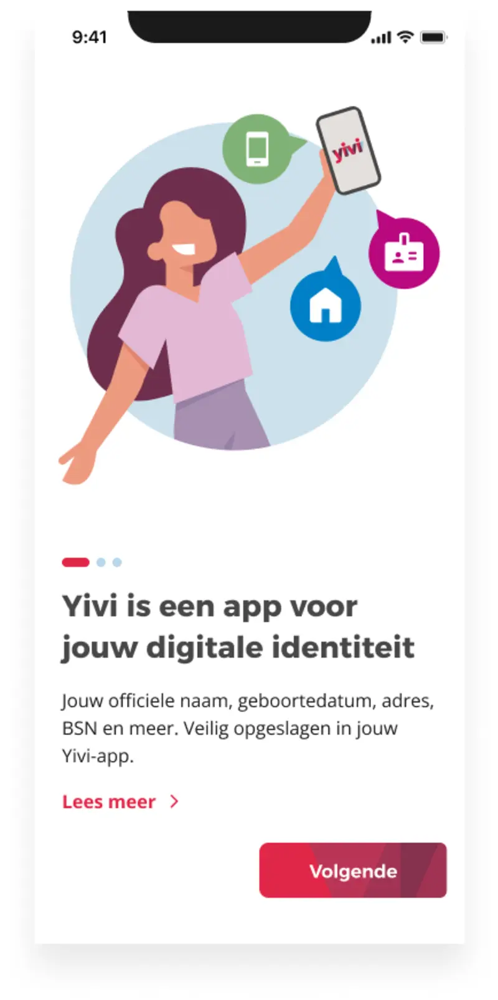 9:41
yivi
Yivi is een app voor
jouw digitale identiteit
Jouw officiele naam, geboortedatum, adres,
BSN en meer. Veilig opgeslagen in jouw
Yivi-app.
Lees meer
Volgende